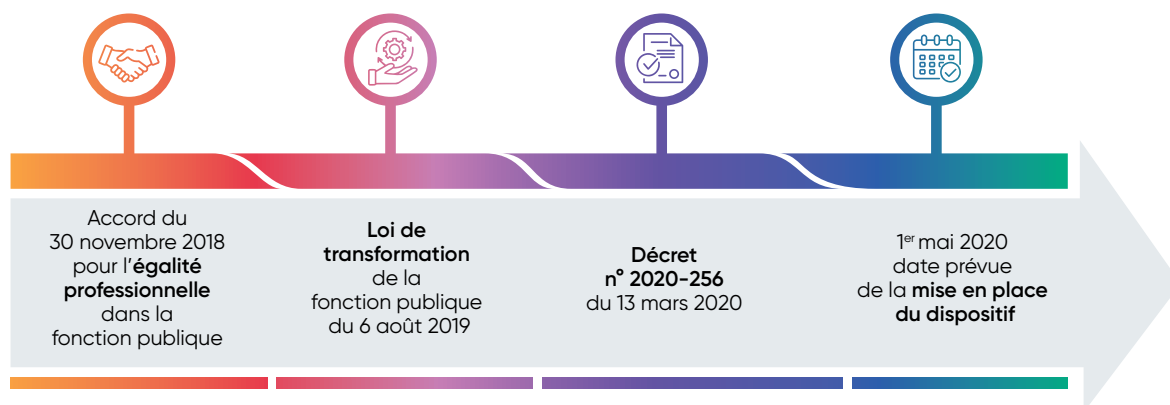 Accord du
30 novembre 2018
pour l'égalité
professionnelle
dans la
fonction publique
Loi de
transformation
de la
fonction publique
du 6 août 2019
Décret
n° 2020-256
du 13 mars 2020
1er mai 2020
date prévue
de la mise en place
du dispositif